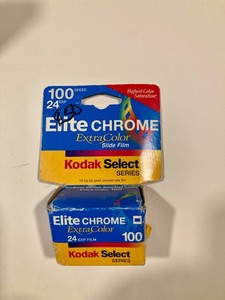 100 SPEED
24 EXP
Highest Color
Saturation*
Elite CHROME
ExtraColor
Slide Film
Kodak Select
SERIES
Elite CHROME
ExtraColor
24 EXP FILM 100
Kodak Select
SERIES